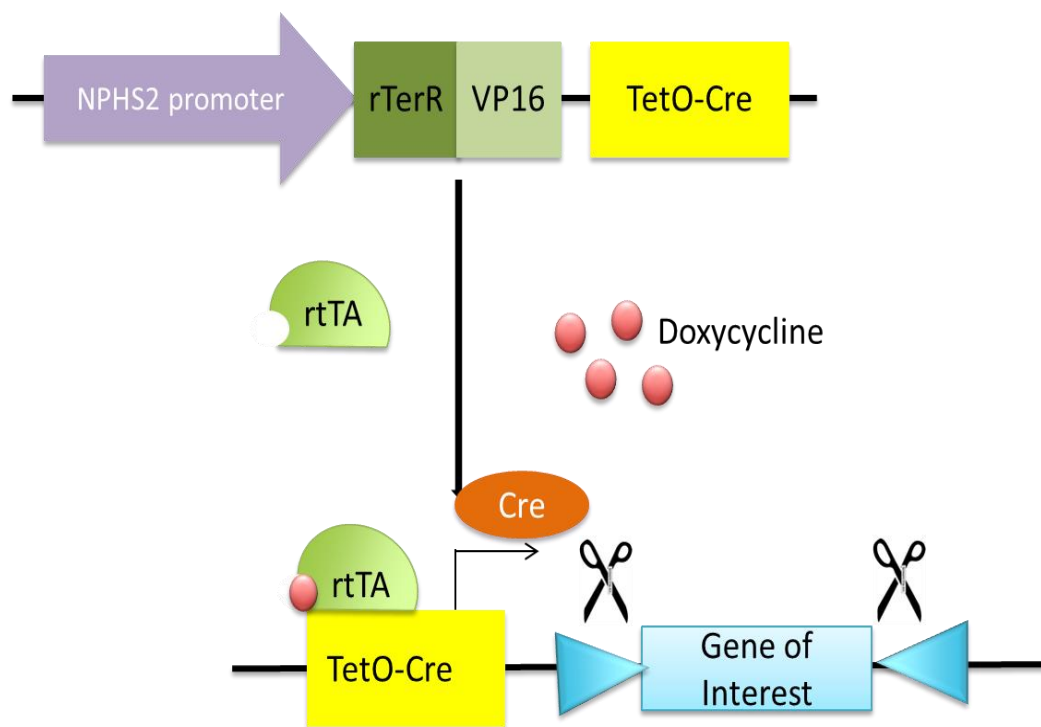 NPHS2 promoter
rTerR
VP16
TetO-Cre
rtTA
Doxycycline
Cre
rtTA
TetO-Cre
Gene of
Interest